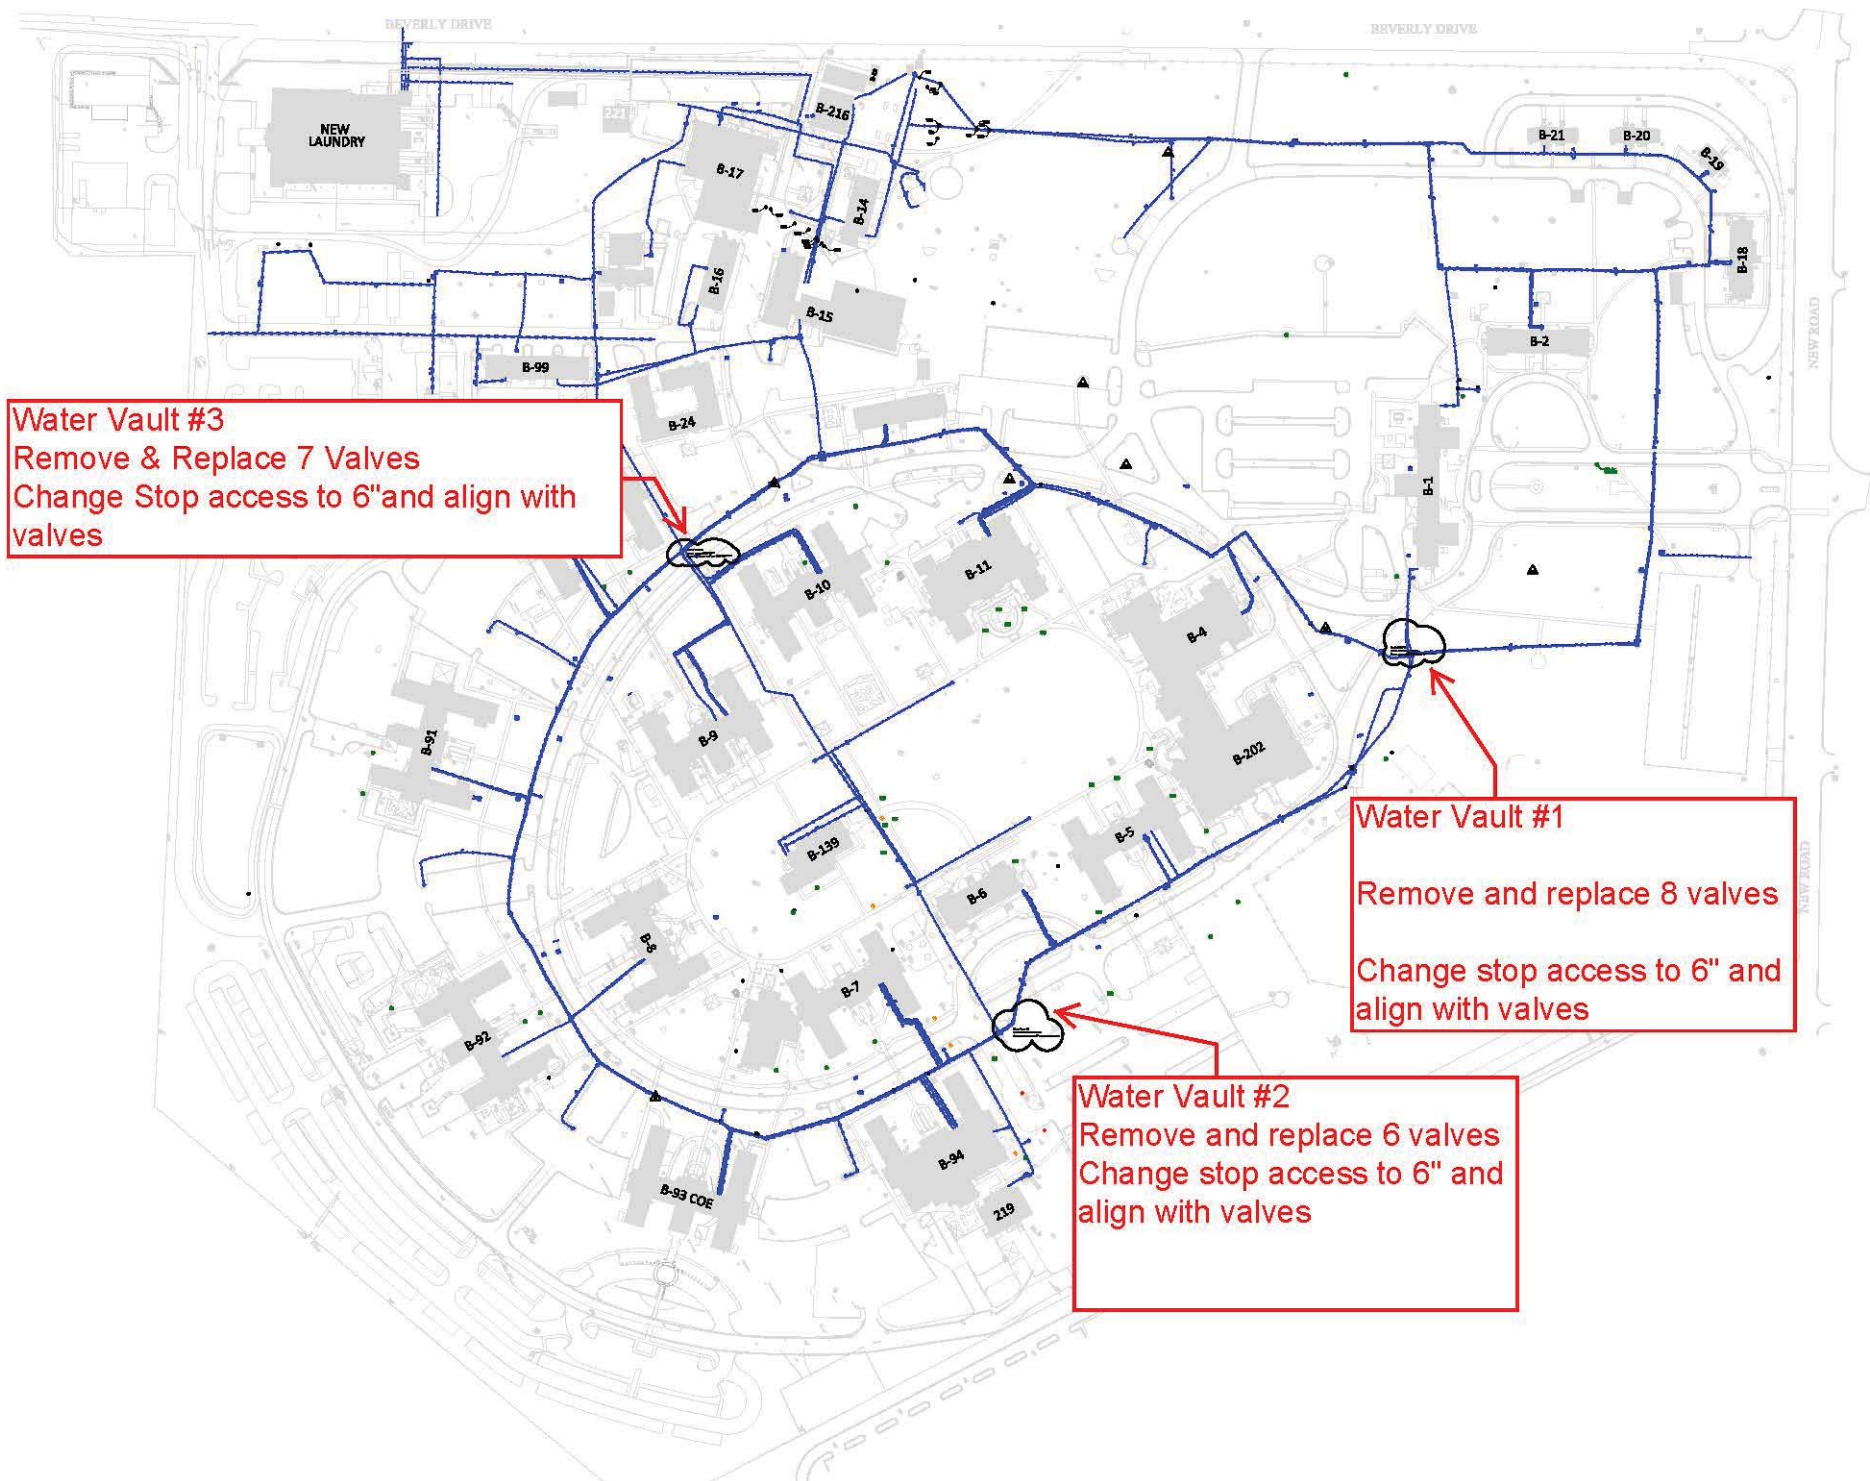 BEVERLY DRIVE
BEVERLY DRIVE
NEW
LAUNDRY
221
B-216
B-17
B-14
B-21
B-20
B-19
B-18
B-16
B-15
B-2
NEW ROAD
B-99
B-24
Water Vault #3
Remove & Replace 7 Valves
Change Stop access to 6"and align with
valves
B-1
B-10
B-11
B-4
B-9
B-91
B-202
B-139
B-5
B-6
Water Vault #1
Remove and replace 8 valves
Change stop access to 6" and
align with valves
NEW ROAD
B-8
B-7
B-92
Water Vault #2
Remove and replace 6 valves
Change stop access to 6" and
align with valves
B-94
B-93 COE
219